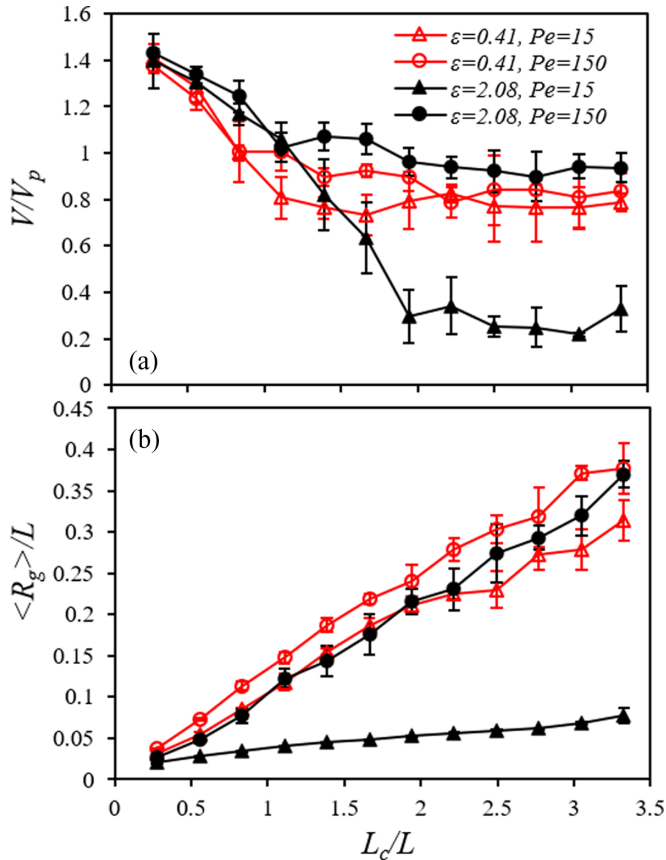 1.6
1.4
1.2
1
0.8
0.6
0.4
0.2
0
V/Vp
ε=0.41, Pe=15
ε=0.41, Pe=150
ε=2.08, Pe=15
ε=2.08, Pe=150
(a)
0.45
0.4
0.35
0.3
0.25
0.2
0.15
0.1
0.05
0
<Rg>/L
(b)
0 0.5 1 1.5 2 2.5 3 3.5
Lc/L